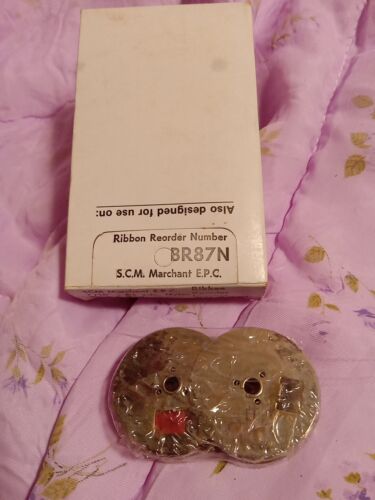 Also designed for use on:
Ribbon Reorder Number
BR87N
S.C.M. Marchant E.P.C.